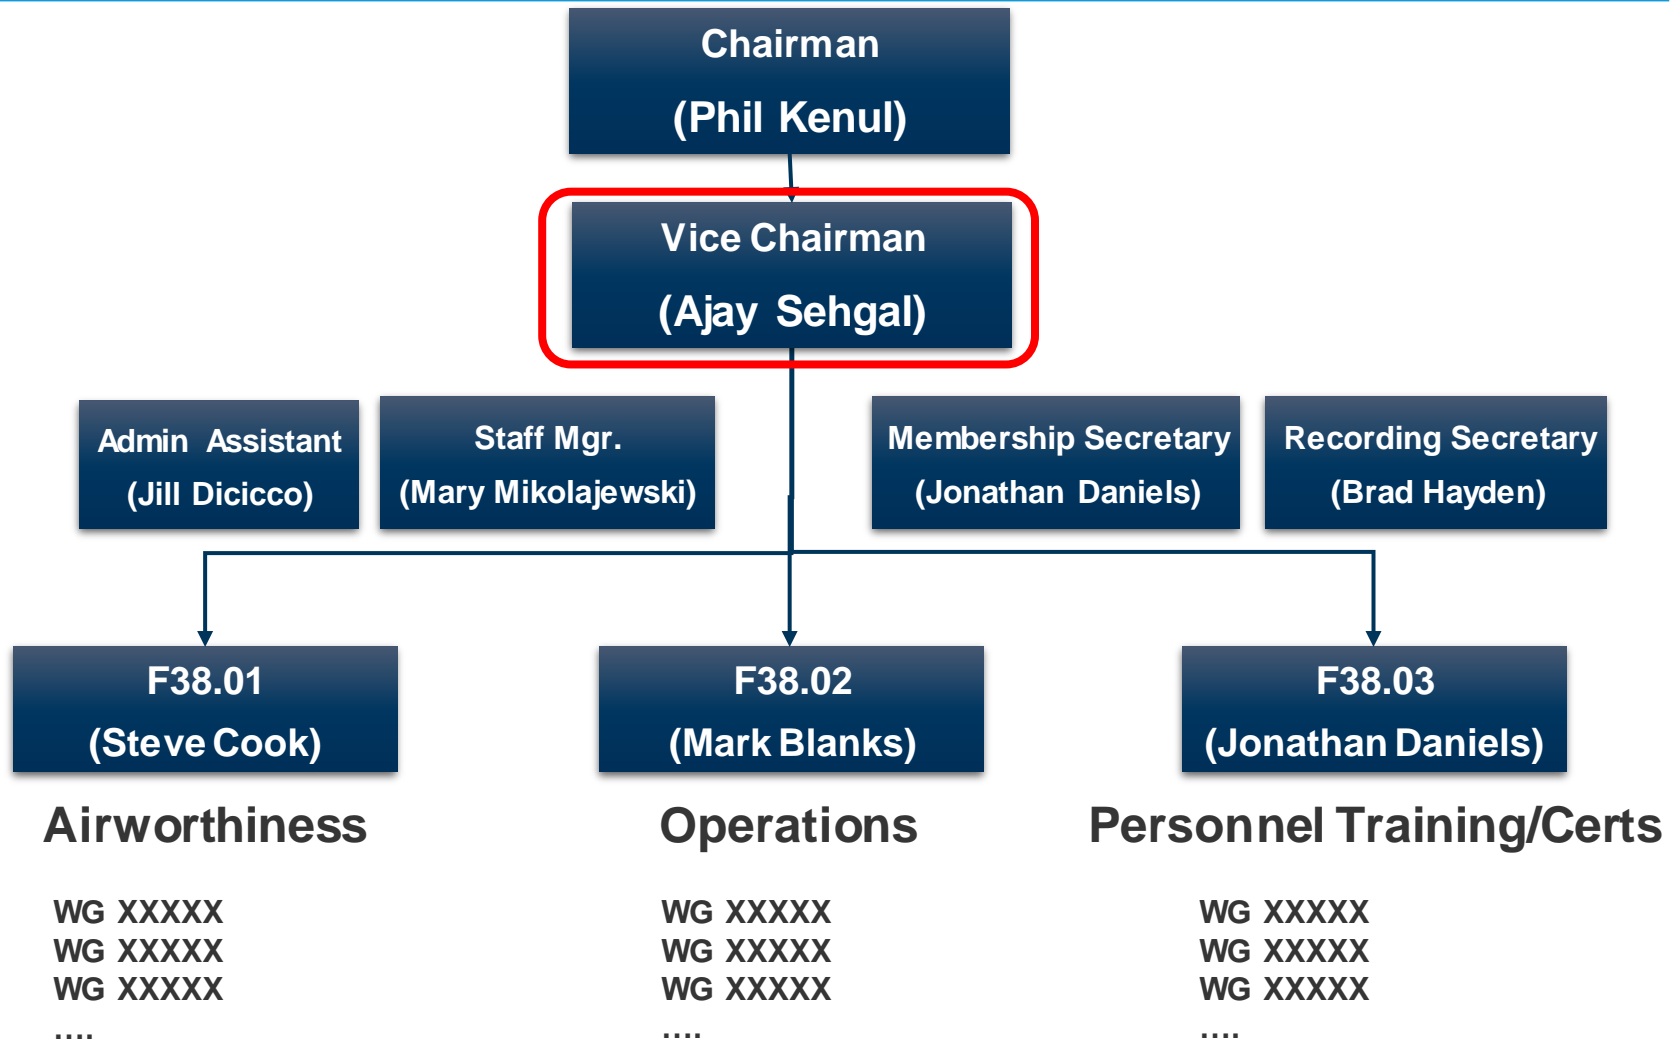 Chairman
(Phil Kenul)
Vice Chairman
(Ajay Sehgal)
Admin Assistant
(Jill Dicicco)
Staff Mgr.
(Mary Mikolajewski)
Membership Secretary
(Jonathan Daniels)
Recording Secretary
(Brad Hayden)
F38.01
(Steve Cook)
F38.02
(Mark Blanks)
F38.03
(Jonathan Daniels)
Airworthiness
WG XXXXX
WG XXXXX
WG XXXXX
....
Operations
WG XXXXX
WG XXXXX
WG XXXXX
....
Personnel Training/Certs
WG XXXXX
WG XXXXX
WG XXXXX
....